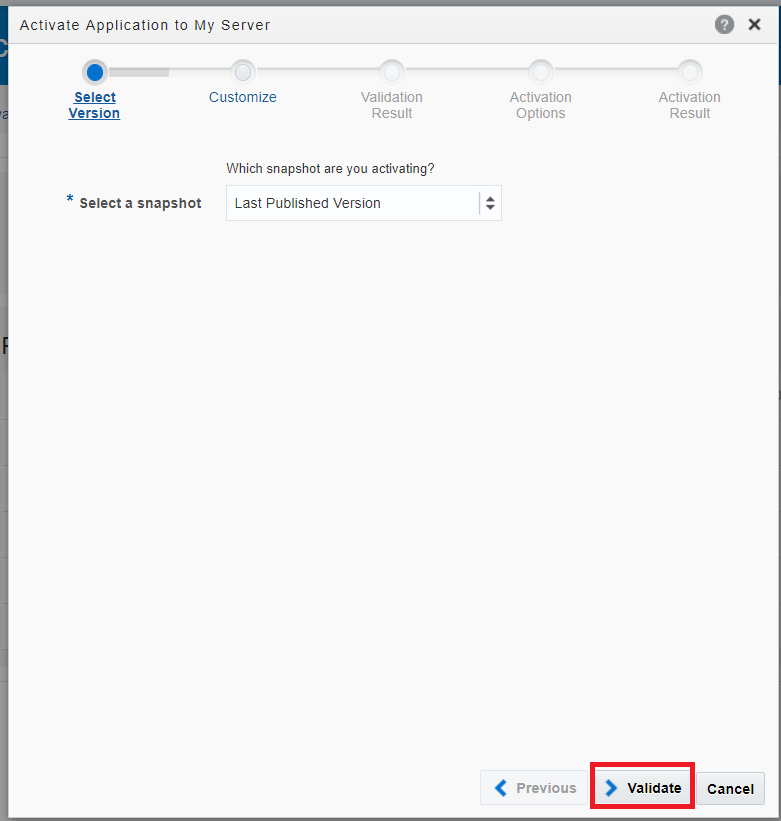 Activate Application to My Server
?
Select
Version
Customize
Validation
Result
Activation
Options
Activation
Result
Which snapshot are you activating?
* Select a snapshot
Last Published Version
Previous
Validate
Cancel